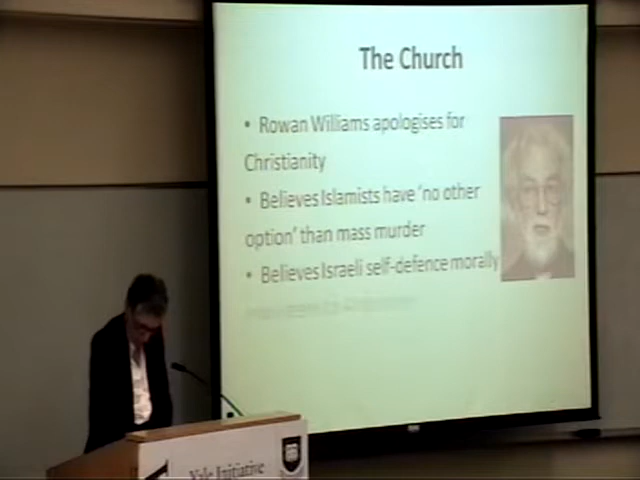 The Church
• Rowan Williams apologises for
Christianity
• Believes Islamists have 'no other
option' than mass murder
• Believes Israeli self-defence morally
Yale Initiative